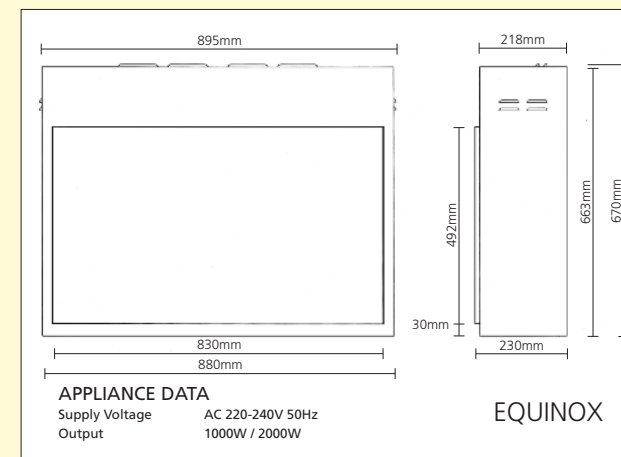 895mm
218mm
492mm
663mm
670mm
30mm
830mm
230mm
880mm
APPLIANCE DATA
Supply Voltage AC 220-240V 50Hz
Output 1000W / 2000W
EQUINOX